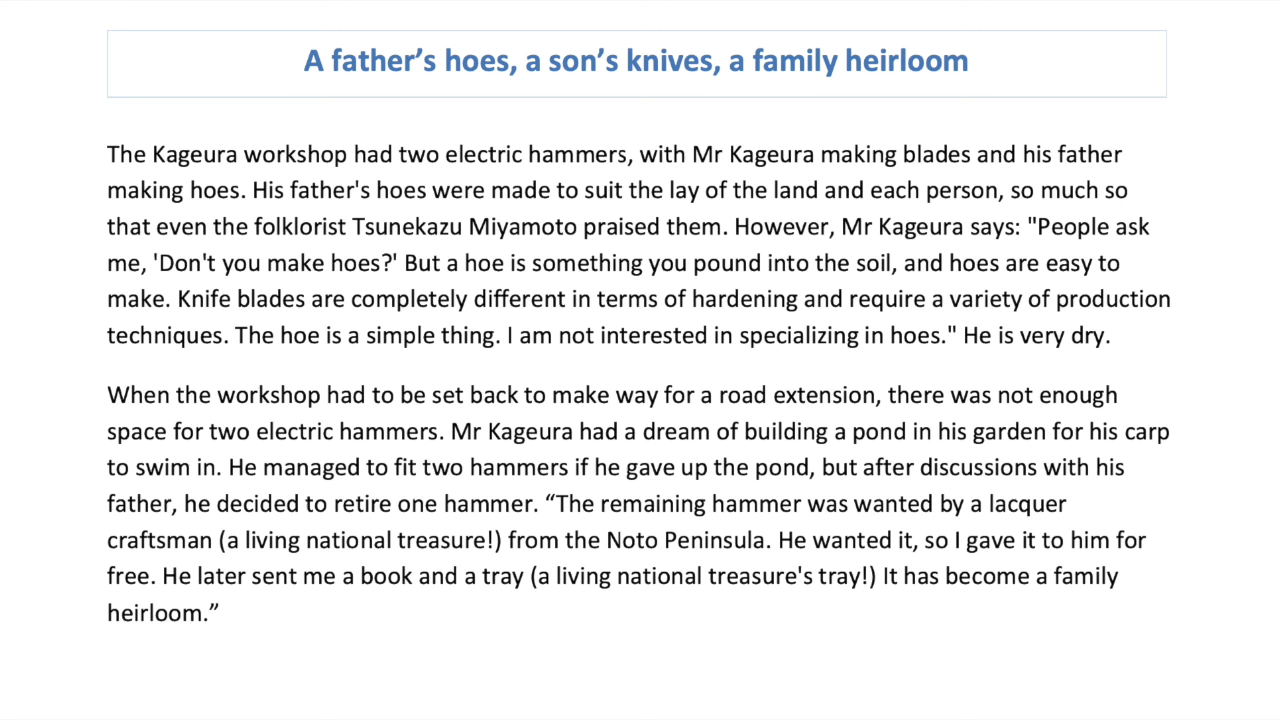 A father’s hoes, a son’s knives, a family heirloom
The Kageura workshop had two electric hammers, with Mr Kageura making blades and his father
making hoes. His father's hoes were made to suit the lay of the land and each person, so much so
that even the folklorist Tsunekazu Miyamoto praised them. However, Mr Kageura says: "People ask
me, 'Don't you make hoes?' But a hoe is something you pound into the soil, and hoes are easy to
make. Knife blades are completely different in terms of hardening and require a variety of production
techniques. The hoe is a simple thing. I am not interested in specializing in hoes." He is very dry.
When the workshop had to be set back to make way for a road extension, there was not enough
space for two electric hammers. Mr Kageura had a dream of building a pond in his garden for his carp
to swim in. He managed to fit two hammers if he gave up the pond, but after discussions with his
father, he decided to retire one hammer. “The remaining hammer was wanted by a lacquer
craftsman (a living national treasure!) from the Noto Peninsula. He wanted it, so I gave it to him for
free. He later sent me a book and a tray (a living national treasure's tray!) It has become a family
heirloom.”